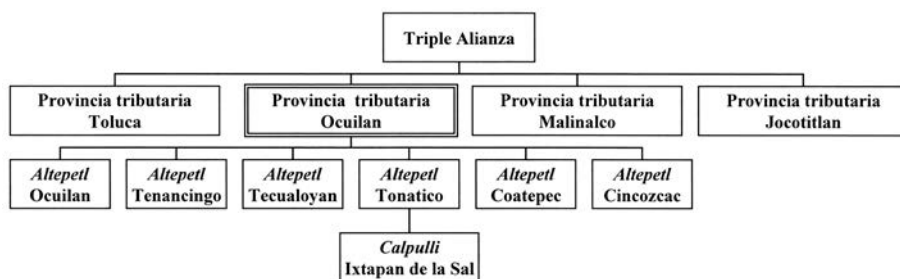 Triple Alianza
Provincia tributaria
Toluca
Provincia tributaria
Ocuilan
Provincia tributaria
Malinalco
Provincia tributaria
Jocotitlan
Altepetl
Ocuilan
Altepetl
Tenancingo
Altepetl
Tecualoyan
Altepetl
Tonatico
Altepetl
Coatepec
Altepetl
Cincozcac
Calpulli
Ixtapan de la Sal